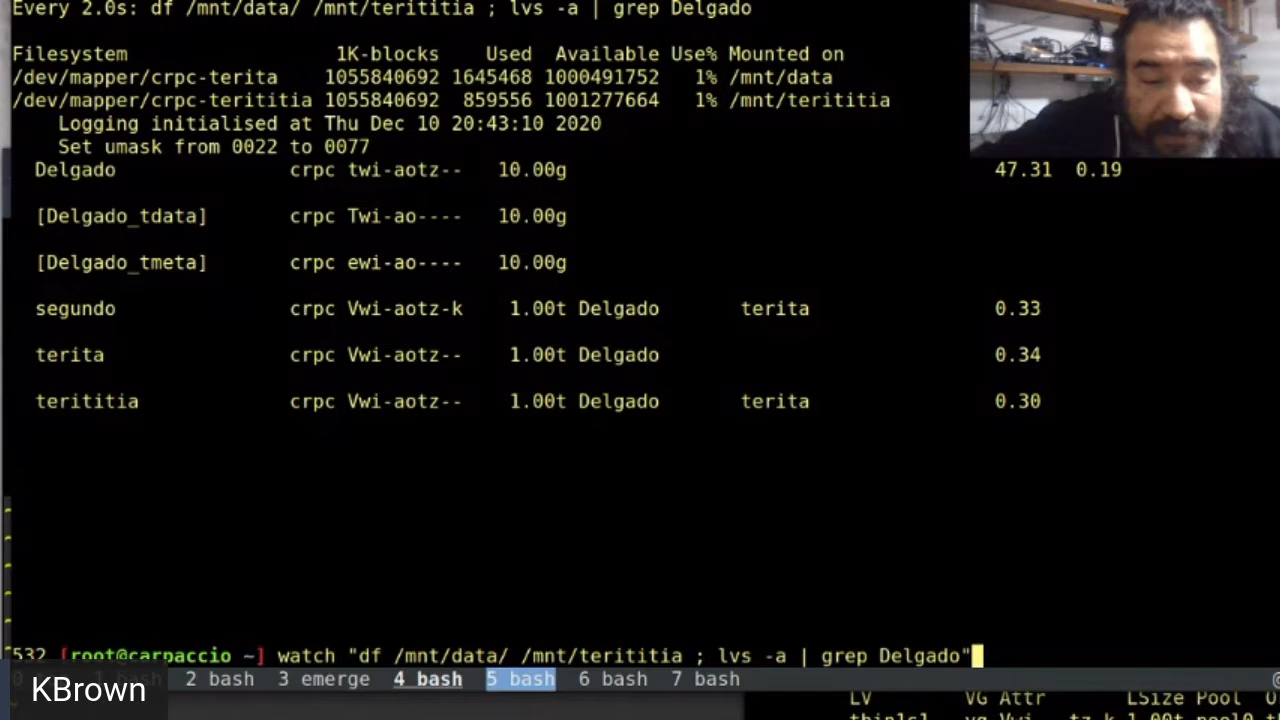 Every 2.0s: df /mnt/data/ /mnt/terititia ; lvs -a | grep Delgado
Filesystem 1K-blocks Used Available Use% Mounted on
/dev/mapper/crpc-terita 1055840692 1645468 1000491752 1% /mnt/data
/dev/mapper/crpc-terititia 1055840692 859556 1001277664 1% /mnt/terititia
Logging initialised at Thu Dec 10 20:43:10 2020
Set umask from 0022 to 0077
Delgado crpc twi-aotz-- 10.00g 47.31 0.19
[Delgado_tdata] crpc Twi-ao---- 10.00g
[Delgado_tmeta] crpc ewi-ao---- 10.00g
segundo crpc Vwi-aotz-k 1.00t Delgado terita 0.33
terita crpc Vwi-aotz-- 1.00t Delgado 0.34
terititia crpc Vwi-aotz-- 1.00t Delgado terita 0.30
532 [root@carpaccio ~] watch "df /mnt/data/ /mnt/terititia ; lvs -a | grep Delgado"
2 bash 3 emerge 4 bash 5 bash 6 bash 7 bash
KBrown
LV VG Attr LSize Pool O